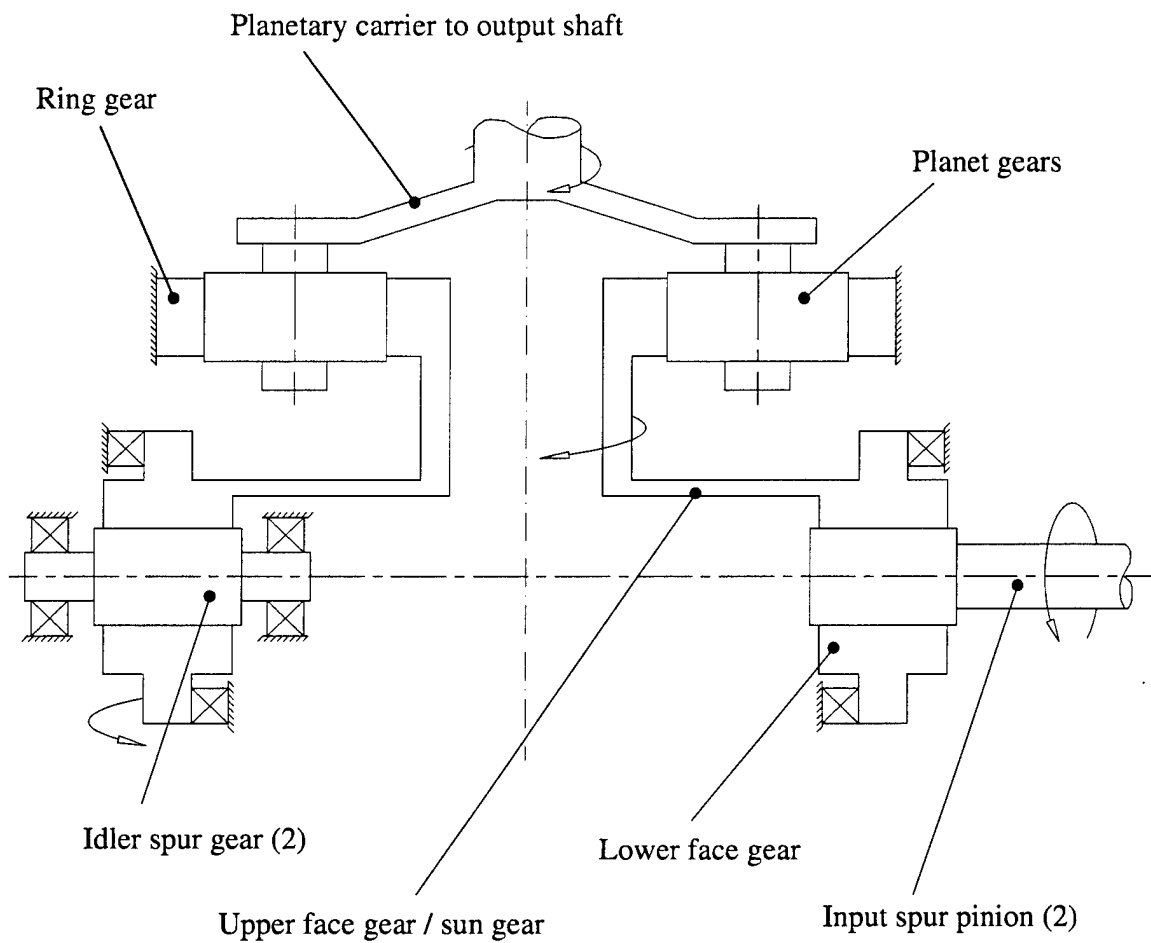 Planetary carrier to output shaft
Ring gear
Planet gears
Idler spur gear (2)
Lower face gear
Upper face gear / sun gear
Input spur pinion (2)